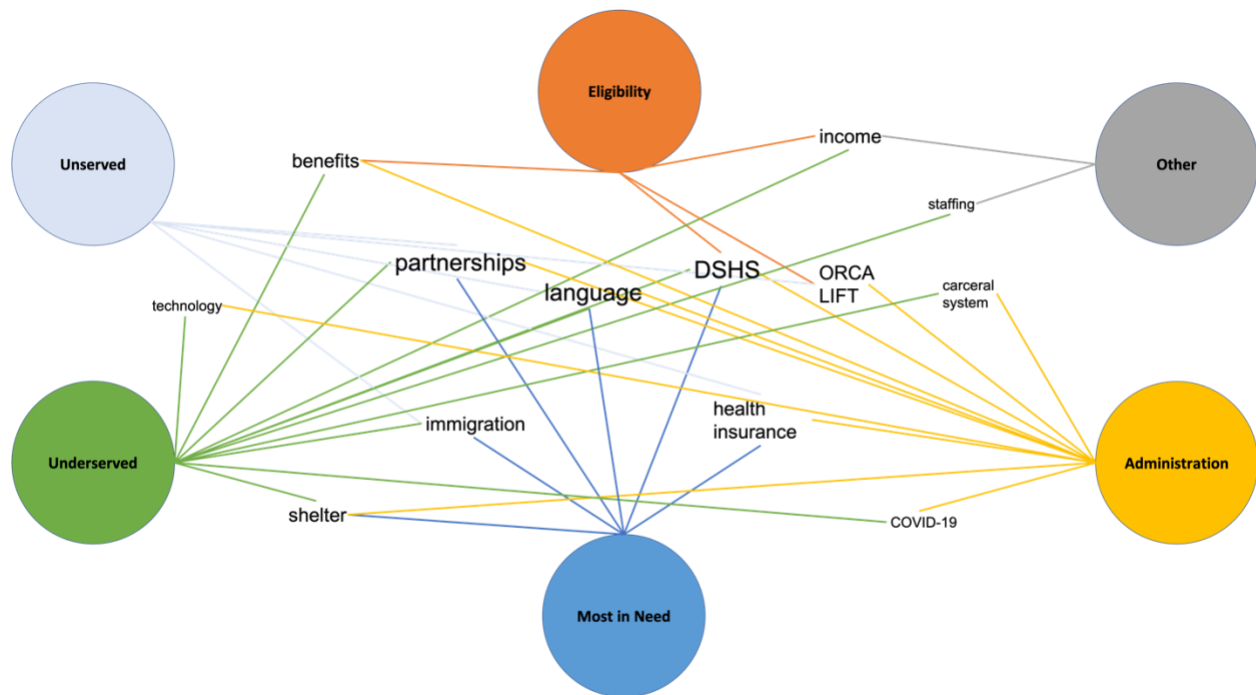 Eligibility
Unserved
benefits
income
Other
staffing
partnerships
DSHS
ORCA
LIFT
carceral
system
language
technology
health
insurance
immigration
Underserved
Administration
shelter
COVID-19
Most in Need